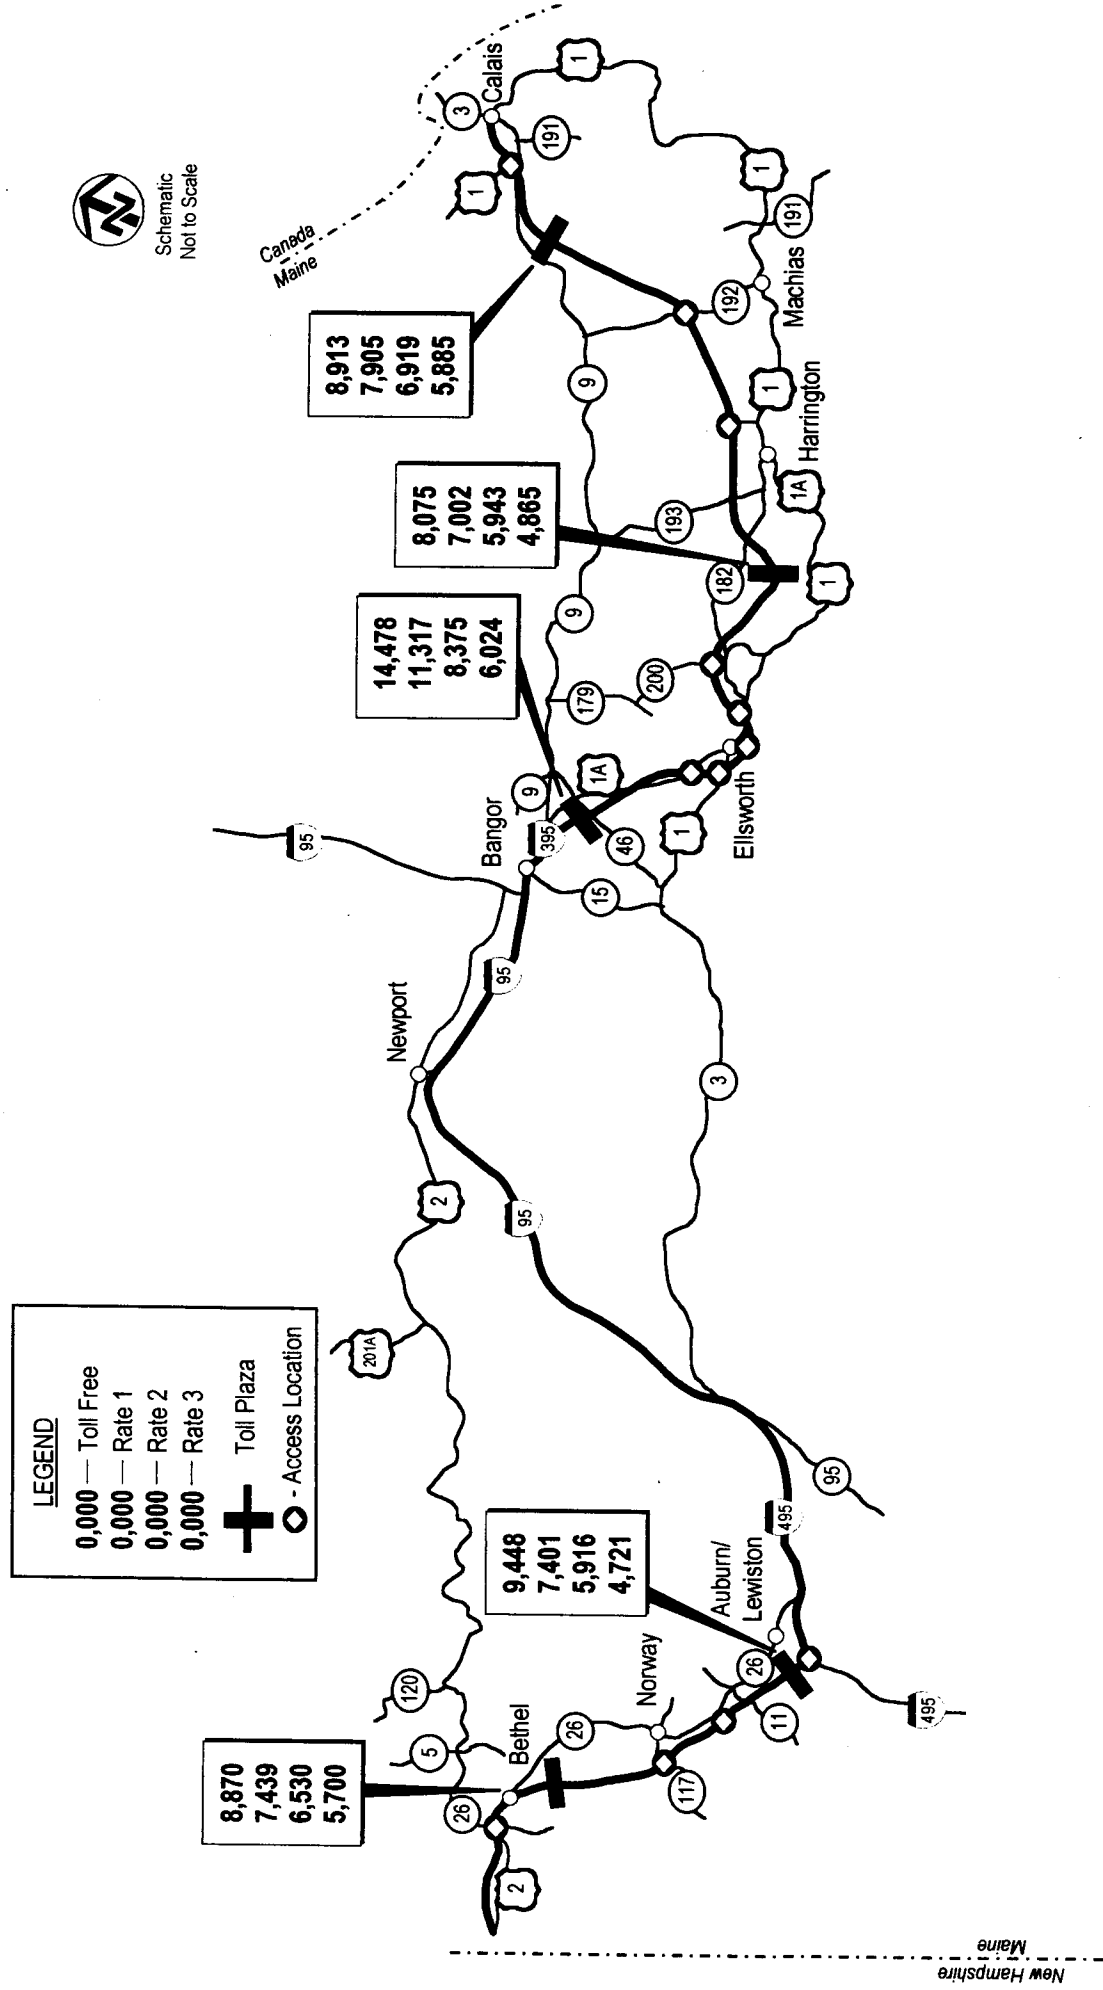 LEGEND
0,000 — Toll Free
0,000 — Rate 1
0,000 — Rate 2
0,000 — Rate 3
Toll Plaza
- Access Location
N
Schematic
Not to Scale
New Hampshire
Maine
8,870
7,439
6,530
5,700
9,448
7,401
5,916
4,721
14,478
11,317
8,375
6,024
8,075
7,002
5,943
4,865
8,913
7,905
6,919
5,885
Canada
Maine
2
26
5
120
Bethel
26
117
Norway
11
26
Auburn/
Lewiston
495
495
95
201A
2
95
Newport
95
95
3
Bangor
395
9
15
46
1A
1
Ellsworth
179
200
9
182
193
9
1
1A
Harrington
1
192
Machias
191
1
1
191
3
Calais
1